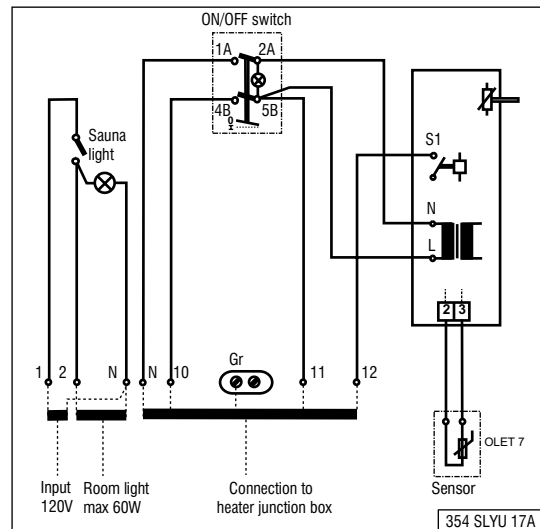 ON/OFF switch
1A 2A
4B 5B
0
I
Sauna
light
S1
N
L
2 3
Gr
1 2 N N 10 11 12
OLET 7
Sensor
Input
120V
Room light
max 60W
Connection to
heater junction box
354 SLYU 17A